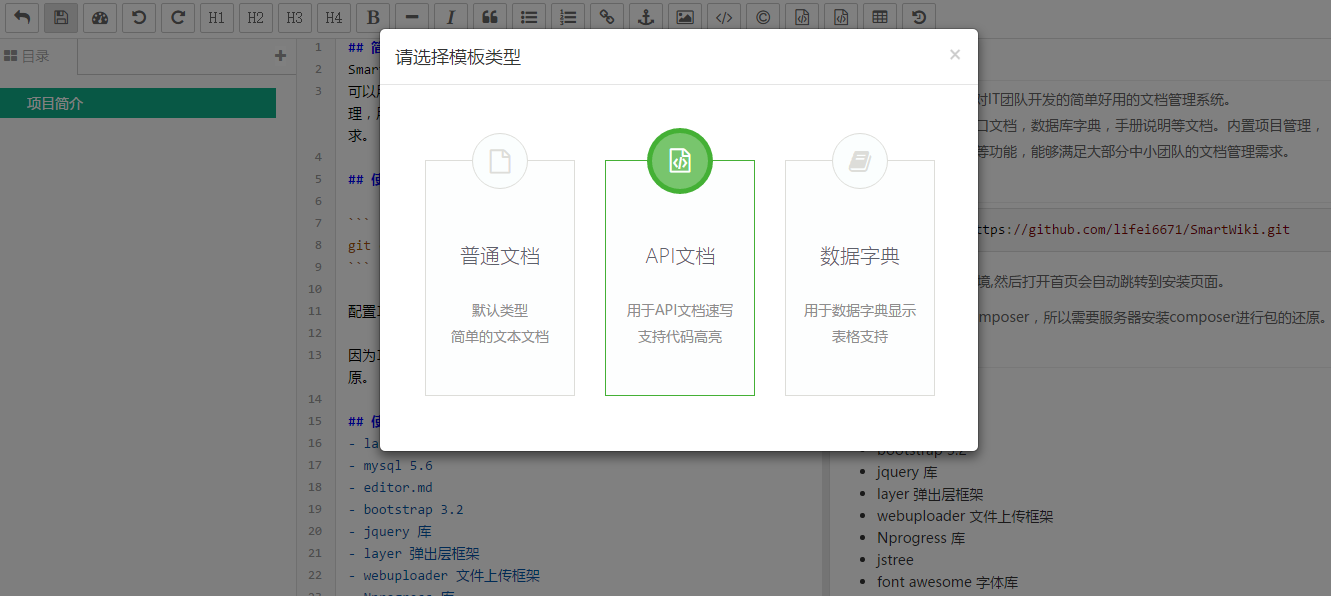 H1 H2 H3 H4 B I
目录
项目简介
1 ## 简
2 Smar
3 可以
理，
求。
4
5 ## 使
6
7 ```
8 git
9 ```
10
11 配置
12
13 因为
原。
14
15 ## 使
16 - la
17 - mysql 5.6
18 - editor.md
19 - bootstrap 3.2
20 - jquery 库
21 - layer 弹出层框架
22 - webuploader 文件上传框架
23 - Nprogress 库
请选择模板类型
×
普通文档
默认类型
简单的文本文档
API文档
用于API文档速写
支持代码高亮
数据字典
用于数据字典显示
表格支持
对IT团队开发的简单好用的文档管理系统。
口文档，数据库字典，手册说明等文档。内置项目管理，
等功能，能够满足大部分中小团队的文档管理需求。
ttps://github.com/lifei6671/SmartWiki.git
境,然后打开首页会自动跳转到安装页面。
mposer，所以需要服务器安装composer进行包的还原。
bootstrap 3.2
jquery 库
layer 弹出层框架
webuploader 文件上传框架
Nprogress 库
jstree
font awesome 字体库